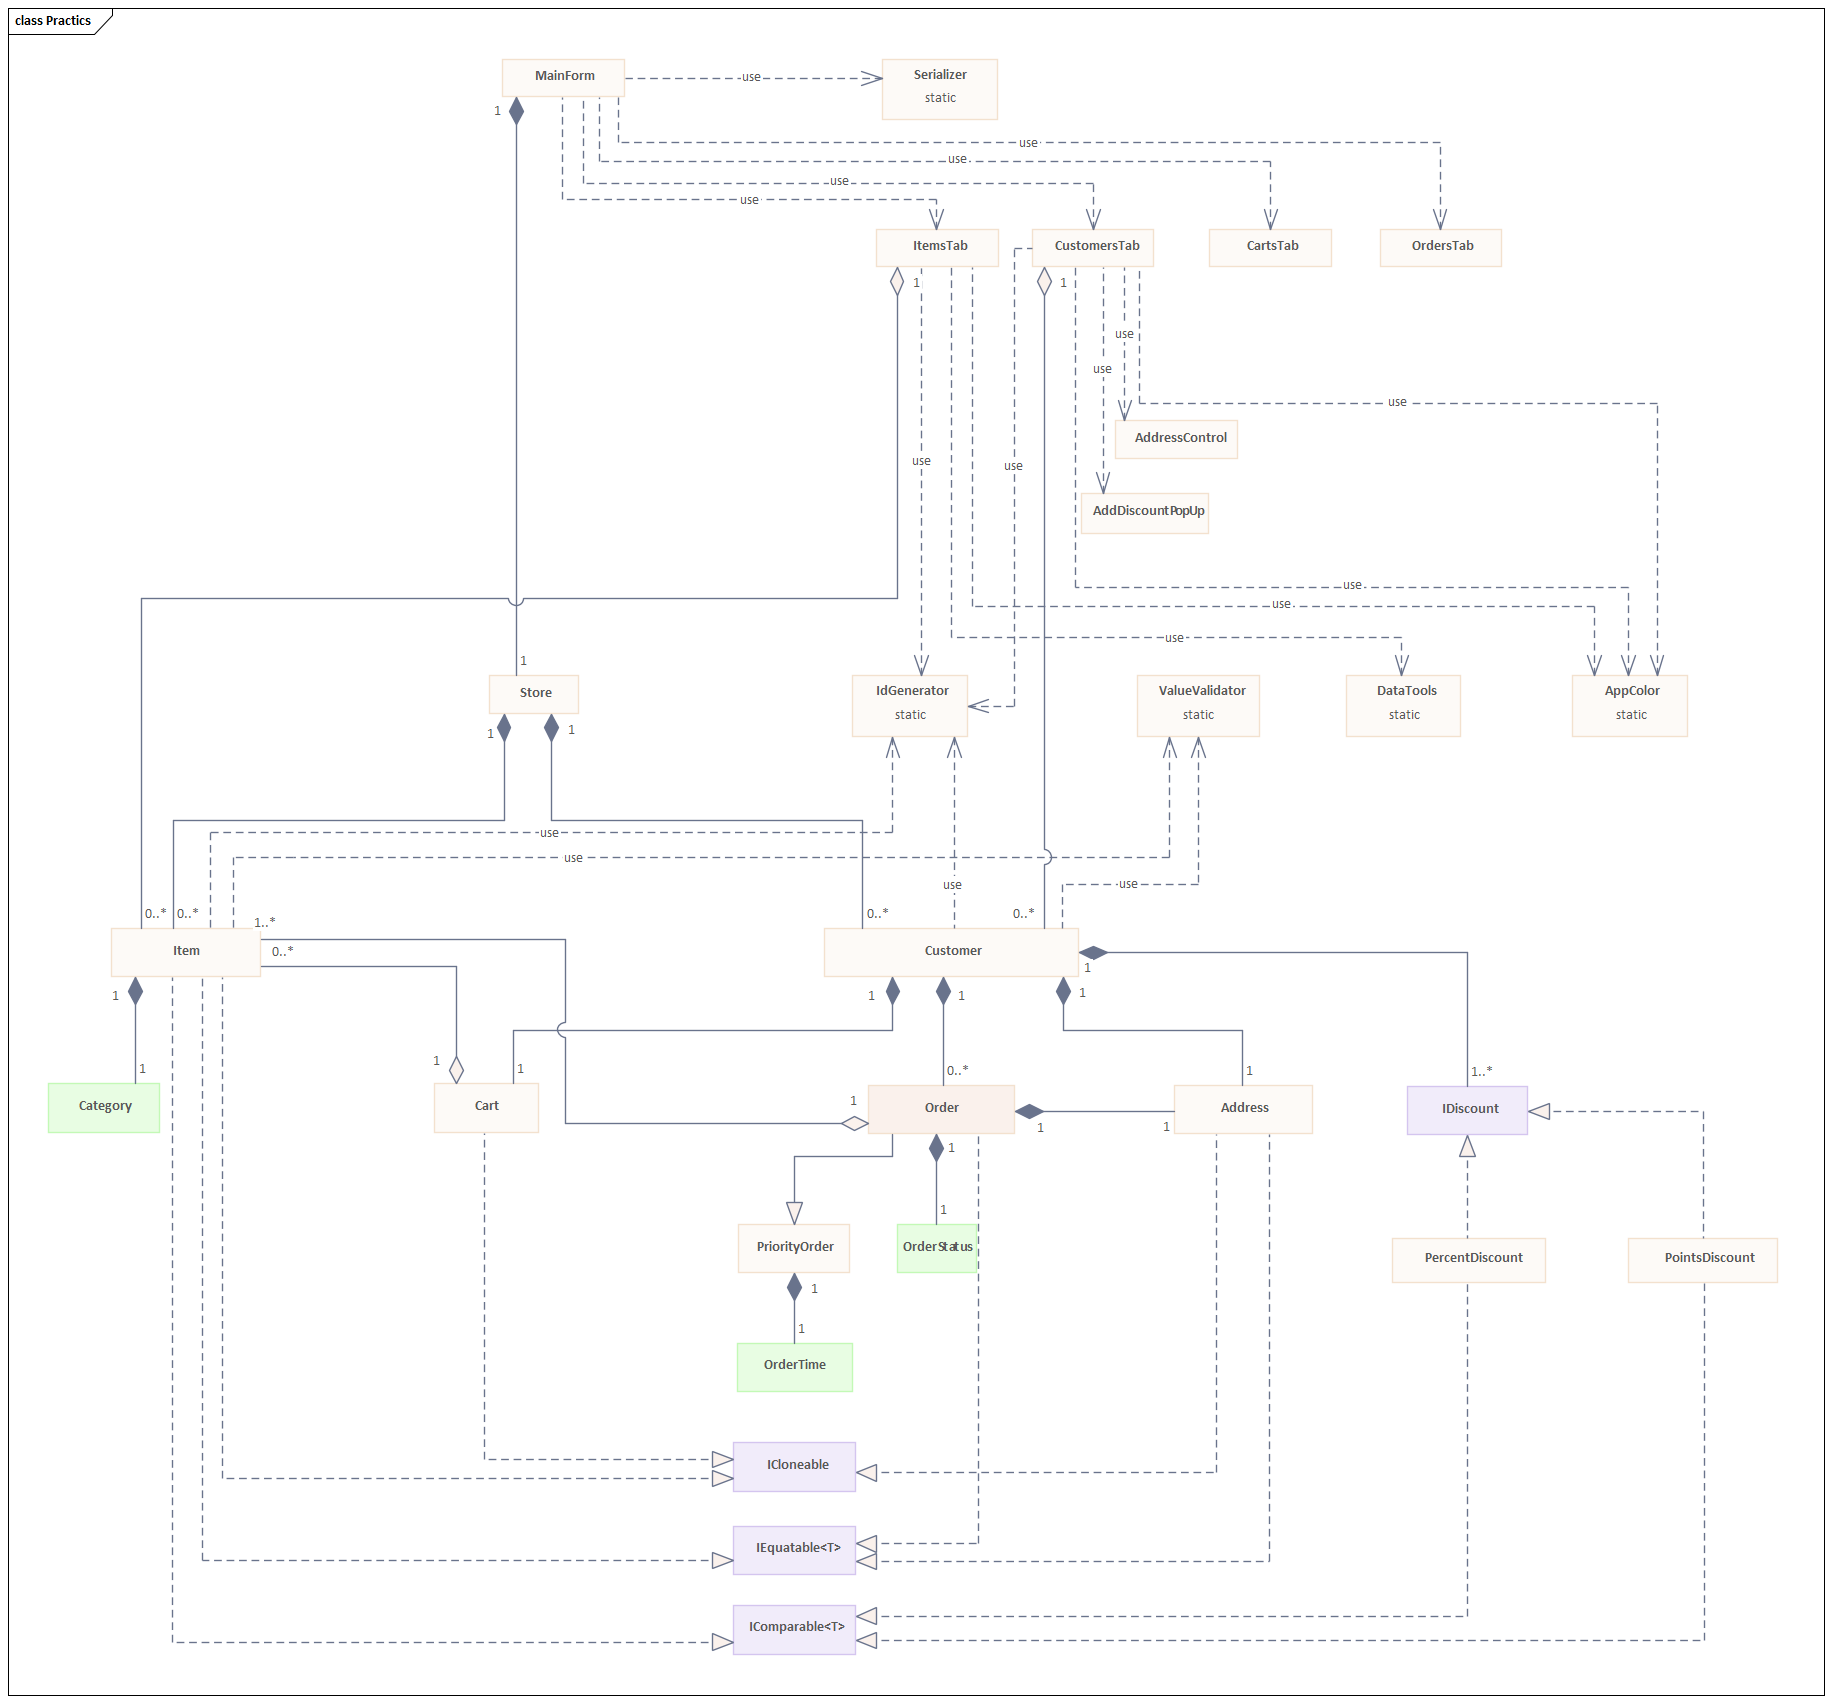 class Practics
MainForm
use
Serializer
static
1
use
use
use
use
ItemsTab
CustomersTab
CartsTab
OrdersTab
1
1
use
use
use
AddressControl
use
use
AddDiscountPopUp
use
use
use
1
Store
IdGenerator
static
ValueValidator
static
DataTools
static
AppColor
static
1
1
use
use
use
use
0..*
0..*
1..*
0..*
0..*
Item
0..*
Customer
1
1
1
1
1
1
1
1
0..*
1
1..*
Category
Cart
1
Order
1
1
Address
IDiscount
1
1
PriorityOrder
OrderStatus
PercentDiscount
PointsDiscount
1
1
OrderTime
ICloneable
IEquatable<T>
IComparable<T>